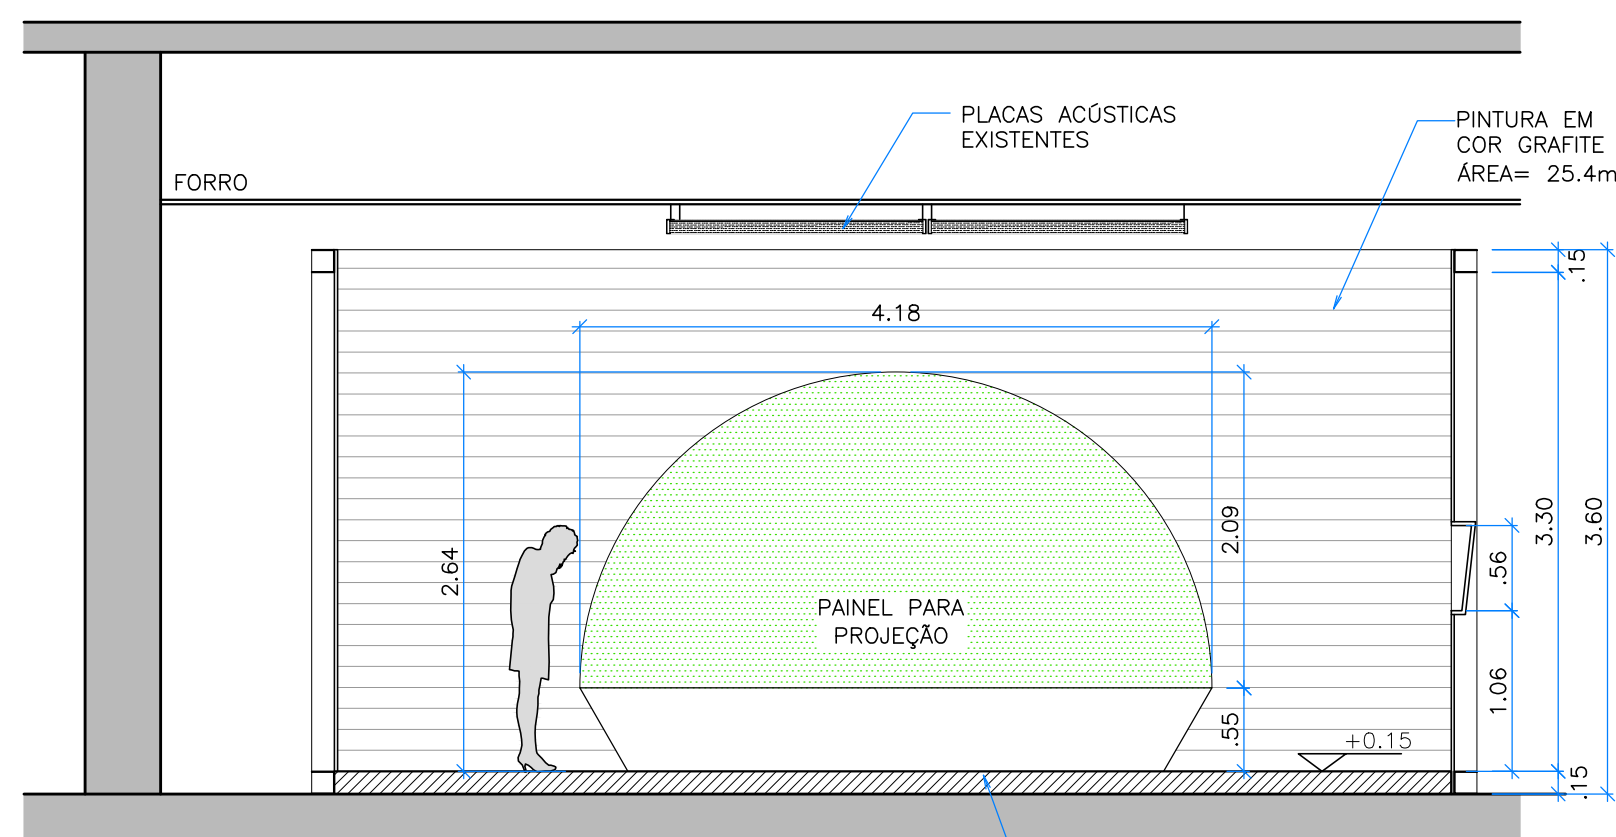 PLACAS ACÚSTICAS
EXISTENTES
PINTURA EM
COR GRAFITE
ÁREA= 25.4m
FORRO
.15
4.18
2.64
2.09
3.30
3.60
.56
PAINEL PARA
PROJEÇÃO
1.06
.55
+0.15
.15